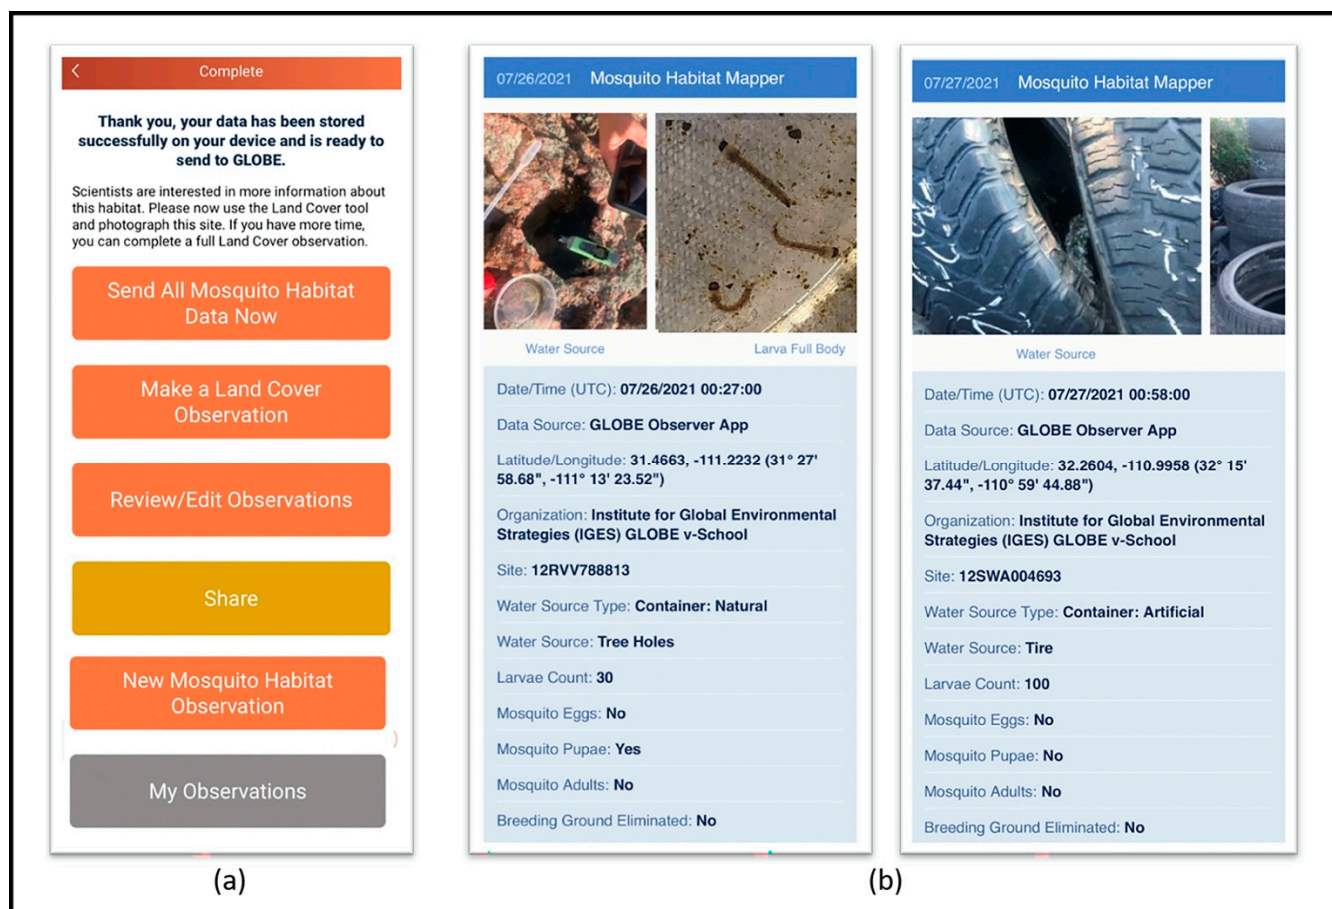 Complete
Thank you, your data has been stored
successfully on your device and is ready to
send to GLOBE.
Scientists are interested in more information about
this habitat. Please now use the Land Cover tool
and photograph this site. If you have more time,
you can complete a full Land Cover observation.
Send All Mosquito Habitat
Data Now
Make a Land Cover
Observation
Review/Edit Observations
Share
New Mosquito Habitat
Observation
My Observations
(a)
07/26/2021 Mosquito Habitat Mapper
Water Source Larva Full Body
Date/Time (UTC): 07/26/2021 00:27:00
Data Source: GLOBE Observer App
Latitude/Longitude: 31.4663, -111.2232 (31° 27'
58.68", -111° 13' 23.52")
Organization: Institute for Global Environmental
Strategies (IGES) GLOBE v-School
Site: 12RVV788813
Water Source Type: Container: Natural
Water Source: Tree Holes
Larvae Count: 30
Mosquito Eggs: No
Mosquito Pupae: Yes
Mosquito Adults: No
Breeding Ground Eliminated: No
07/27/2021 Mosquito Habitat Mapper
Water Source
Date/Time (UTC): 07/27/2021 00:58:00
Data Source: GLOBE Observer App
Latitude/Longitude: 32.2604, -110.9958 (32° 15'
37.44", -110° 59' 44.88")
Organization: Institute for Global Environmental
Strategies (IGES) GLOBE v-School
Site: 12SWA004693
Water Source Type: Container: Artificial
Water Source: Tire
Larvae Count: 100
Mosquito Eggs: No
Mosquito Pupae: No
Mosquito Adults: No
Breeding Ground Eliminated: No
(b)